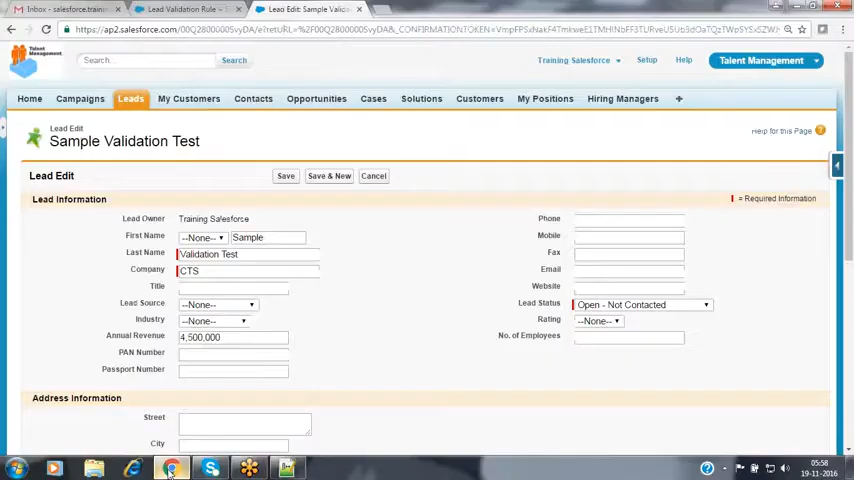 Inbox - salesforce.trainin
Lead Validation Rule ~ S
Lead Edit: Sample Valida
https://ap2.salesforce.com/
Search...
Search
Training Salesforce
Setup
Help
Talent Management
Talent Management
Home
Campaigns
Leads
My Customers
Contacts
Opportunities
Cases
Solutions
Customers
My Positions
Hiring Managers
+
Lead Edit
Sample Validation Test
Help for this Page
?
Lead Edit
Save
Save & New
Cancel
Lead Information
= Required Information
Lead Owner Training Salesforce
First Name --None-- Sample
Last Name Validation Test
Company CTS
Title
Lead Source --None--
Industry --None--
Annual Revenue 4,500,000
PAN Number
Passport Number
Phone
Mobile
Fax
Email
Website
Lead Status Open - Not Contacted
Rating --None--
No. of Employees
Address Information
Street
City
05:58
19-11-2016